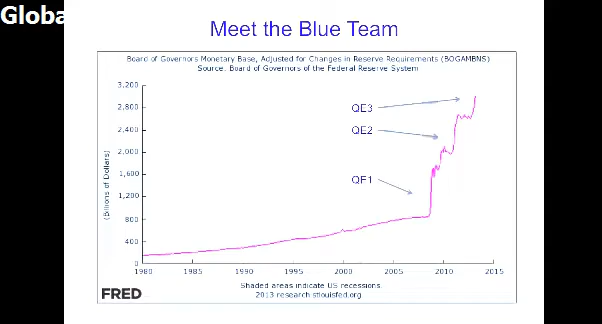 Globa
Meet the Blue Team
Board of Governors Monetary Base, Adjusted for Changes in Reserve Requirements (BOGAMBNS)
Source: Board of Governors of the Federal Reserve System
3,200
2,800
2,400
2,000
1,600
1,200
800
400
0
(Billions of Dollars)
QE3
QE2
QE1
1980 1985 1990 1995 2000 2005 2010 2015
FRED
Shaded areas indicate US recessions.
2013 research.stlouisfed.org